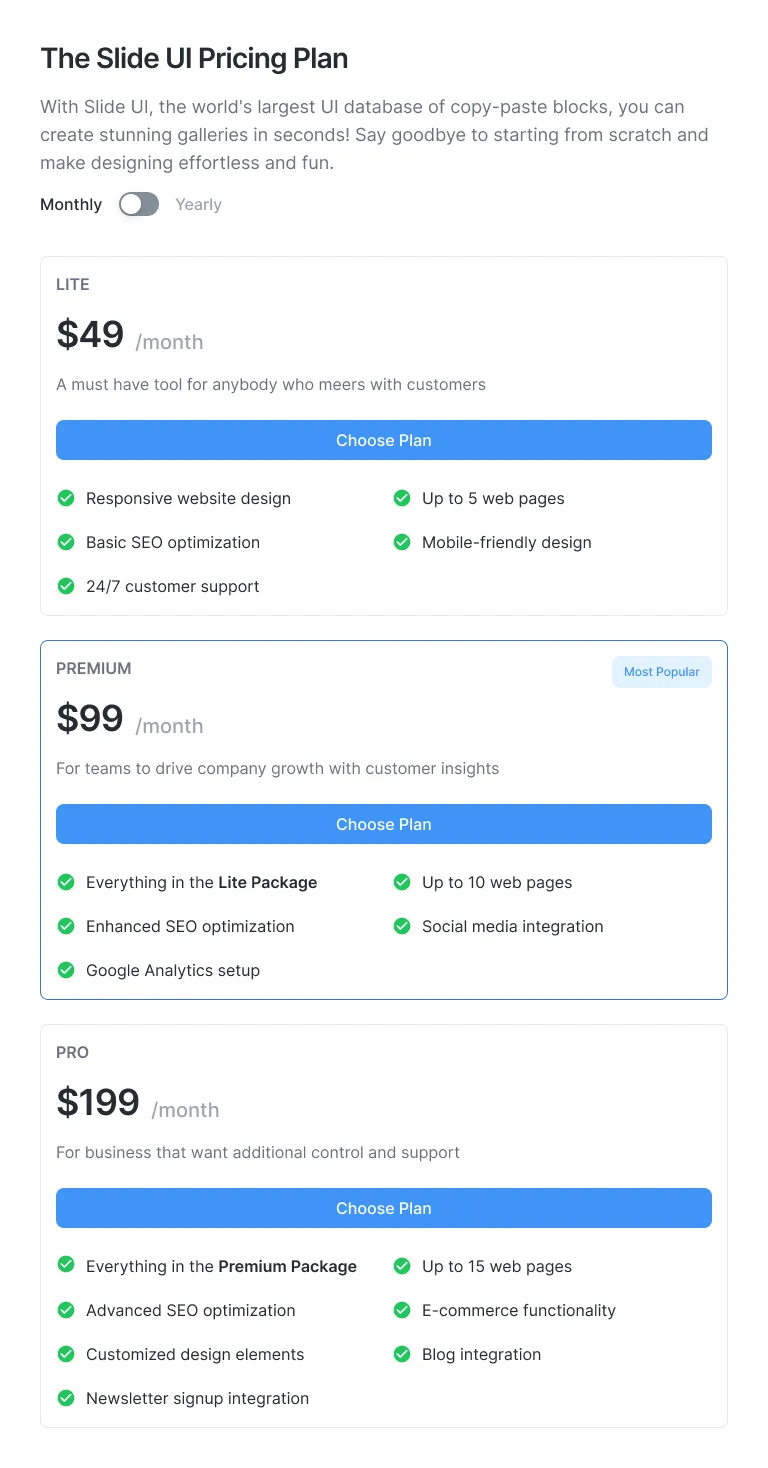 The Slide UI Pricing Plan
With Slide UI, the world's largest UI database of copy-paste blocks, you can
create stunning galleries in seconds! Say goodbye to starting from scratch and
make designing effortless and fun.
Monthly Yearly
LITE
$49 /month
A must have tool for anybody who meers with customers
Choose Plan
Responsive website design Up to 5 web pages
Basic SEO optimization Mobile-friendly design
24/7 customer support
PREMIUM Most Popular
$99 /month
For teams to drive company growth with customer insights
Choose Plan
Everything in the Lite Package Up to 10 web pages
Enhanced SEO optimization Social media integration
Google Analytics setup
PRO
$199 /month
For business that want additional control and support
Choose Plan
Everything in the Premium Package Up to 15 web pages
Advanced SEO optimization E-commerce functionality
Customized design elements Blog integration
Newsletter signup integration